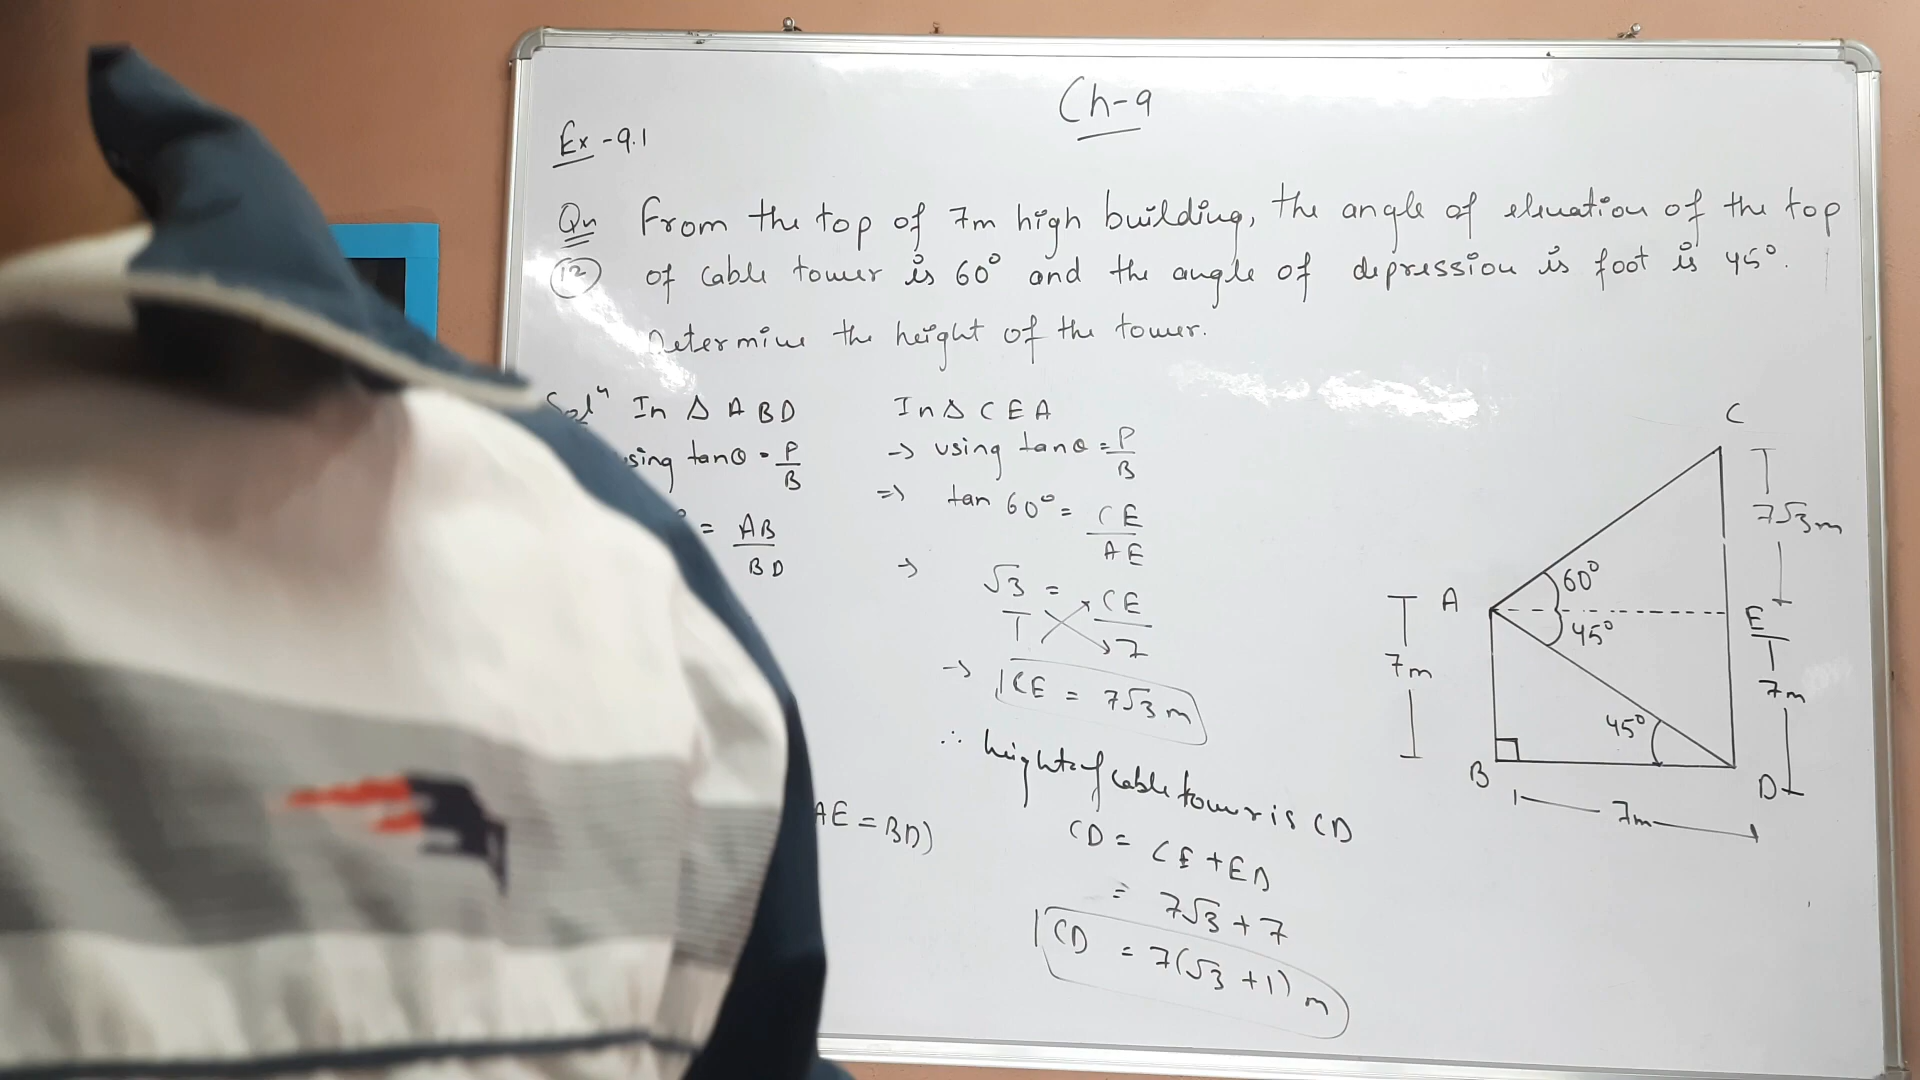 Ch-9
Ex-9.1
Qn From the top of 7m high building, the angle of elevation of the top
12 of cable tower is 60° and the angle of depression is foot is 45°.
Determine the height of the tower.
Solⁿ In Δ ABD
tanθ = P/B
= AB/BD
AE = BD)
In Δ CEA
→ using tanθ = P/B
⇒ tan 60° = CE/AE
→ √3/1 = CE/7
→ CE = 7√3 m
∴ height of cable tower is CD
CD = CE + ED
= 7√3 + 7
CD = 7(√3 + 1) m
C
7√3 m
60°
A
E
45°
7m
7m
45°
B
D
7m